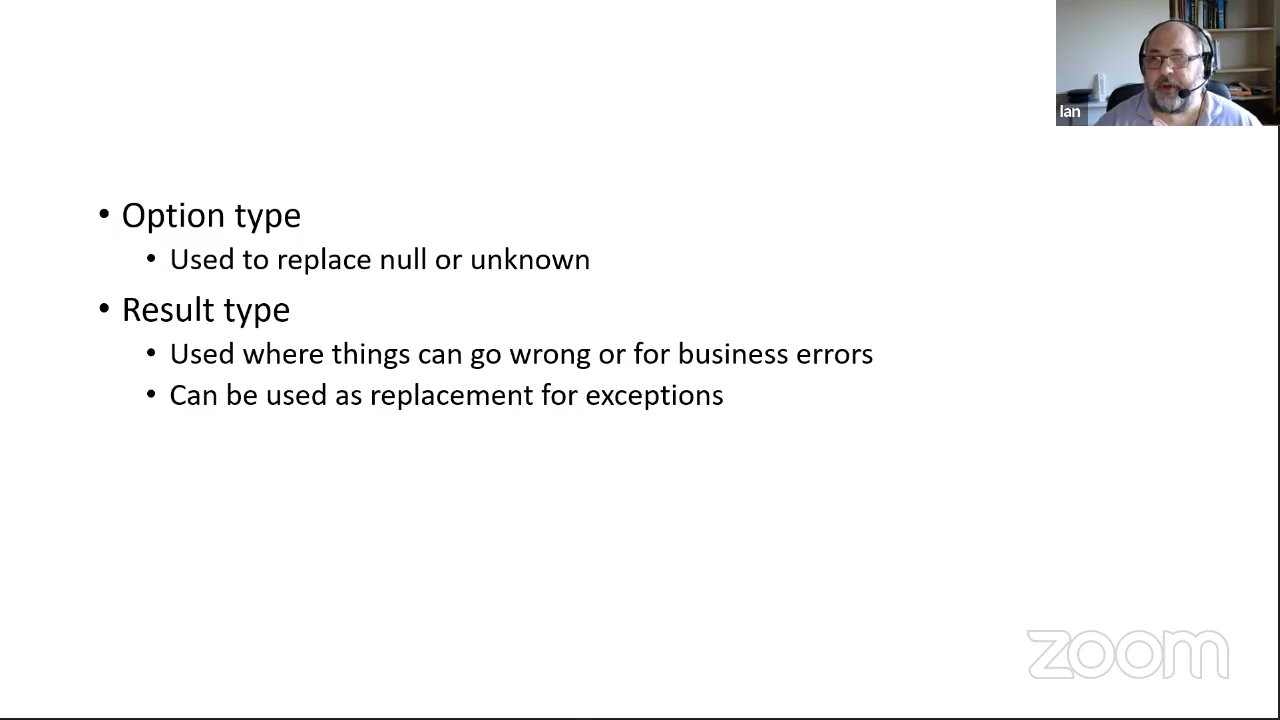 Ian
• Option type
• Used to replace null or unknown
• Result type
• Used where things can go wrong or for business errors
• Can be used as replacement for exceptions
zoom